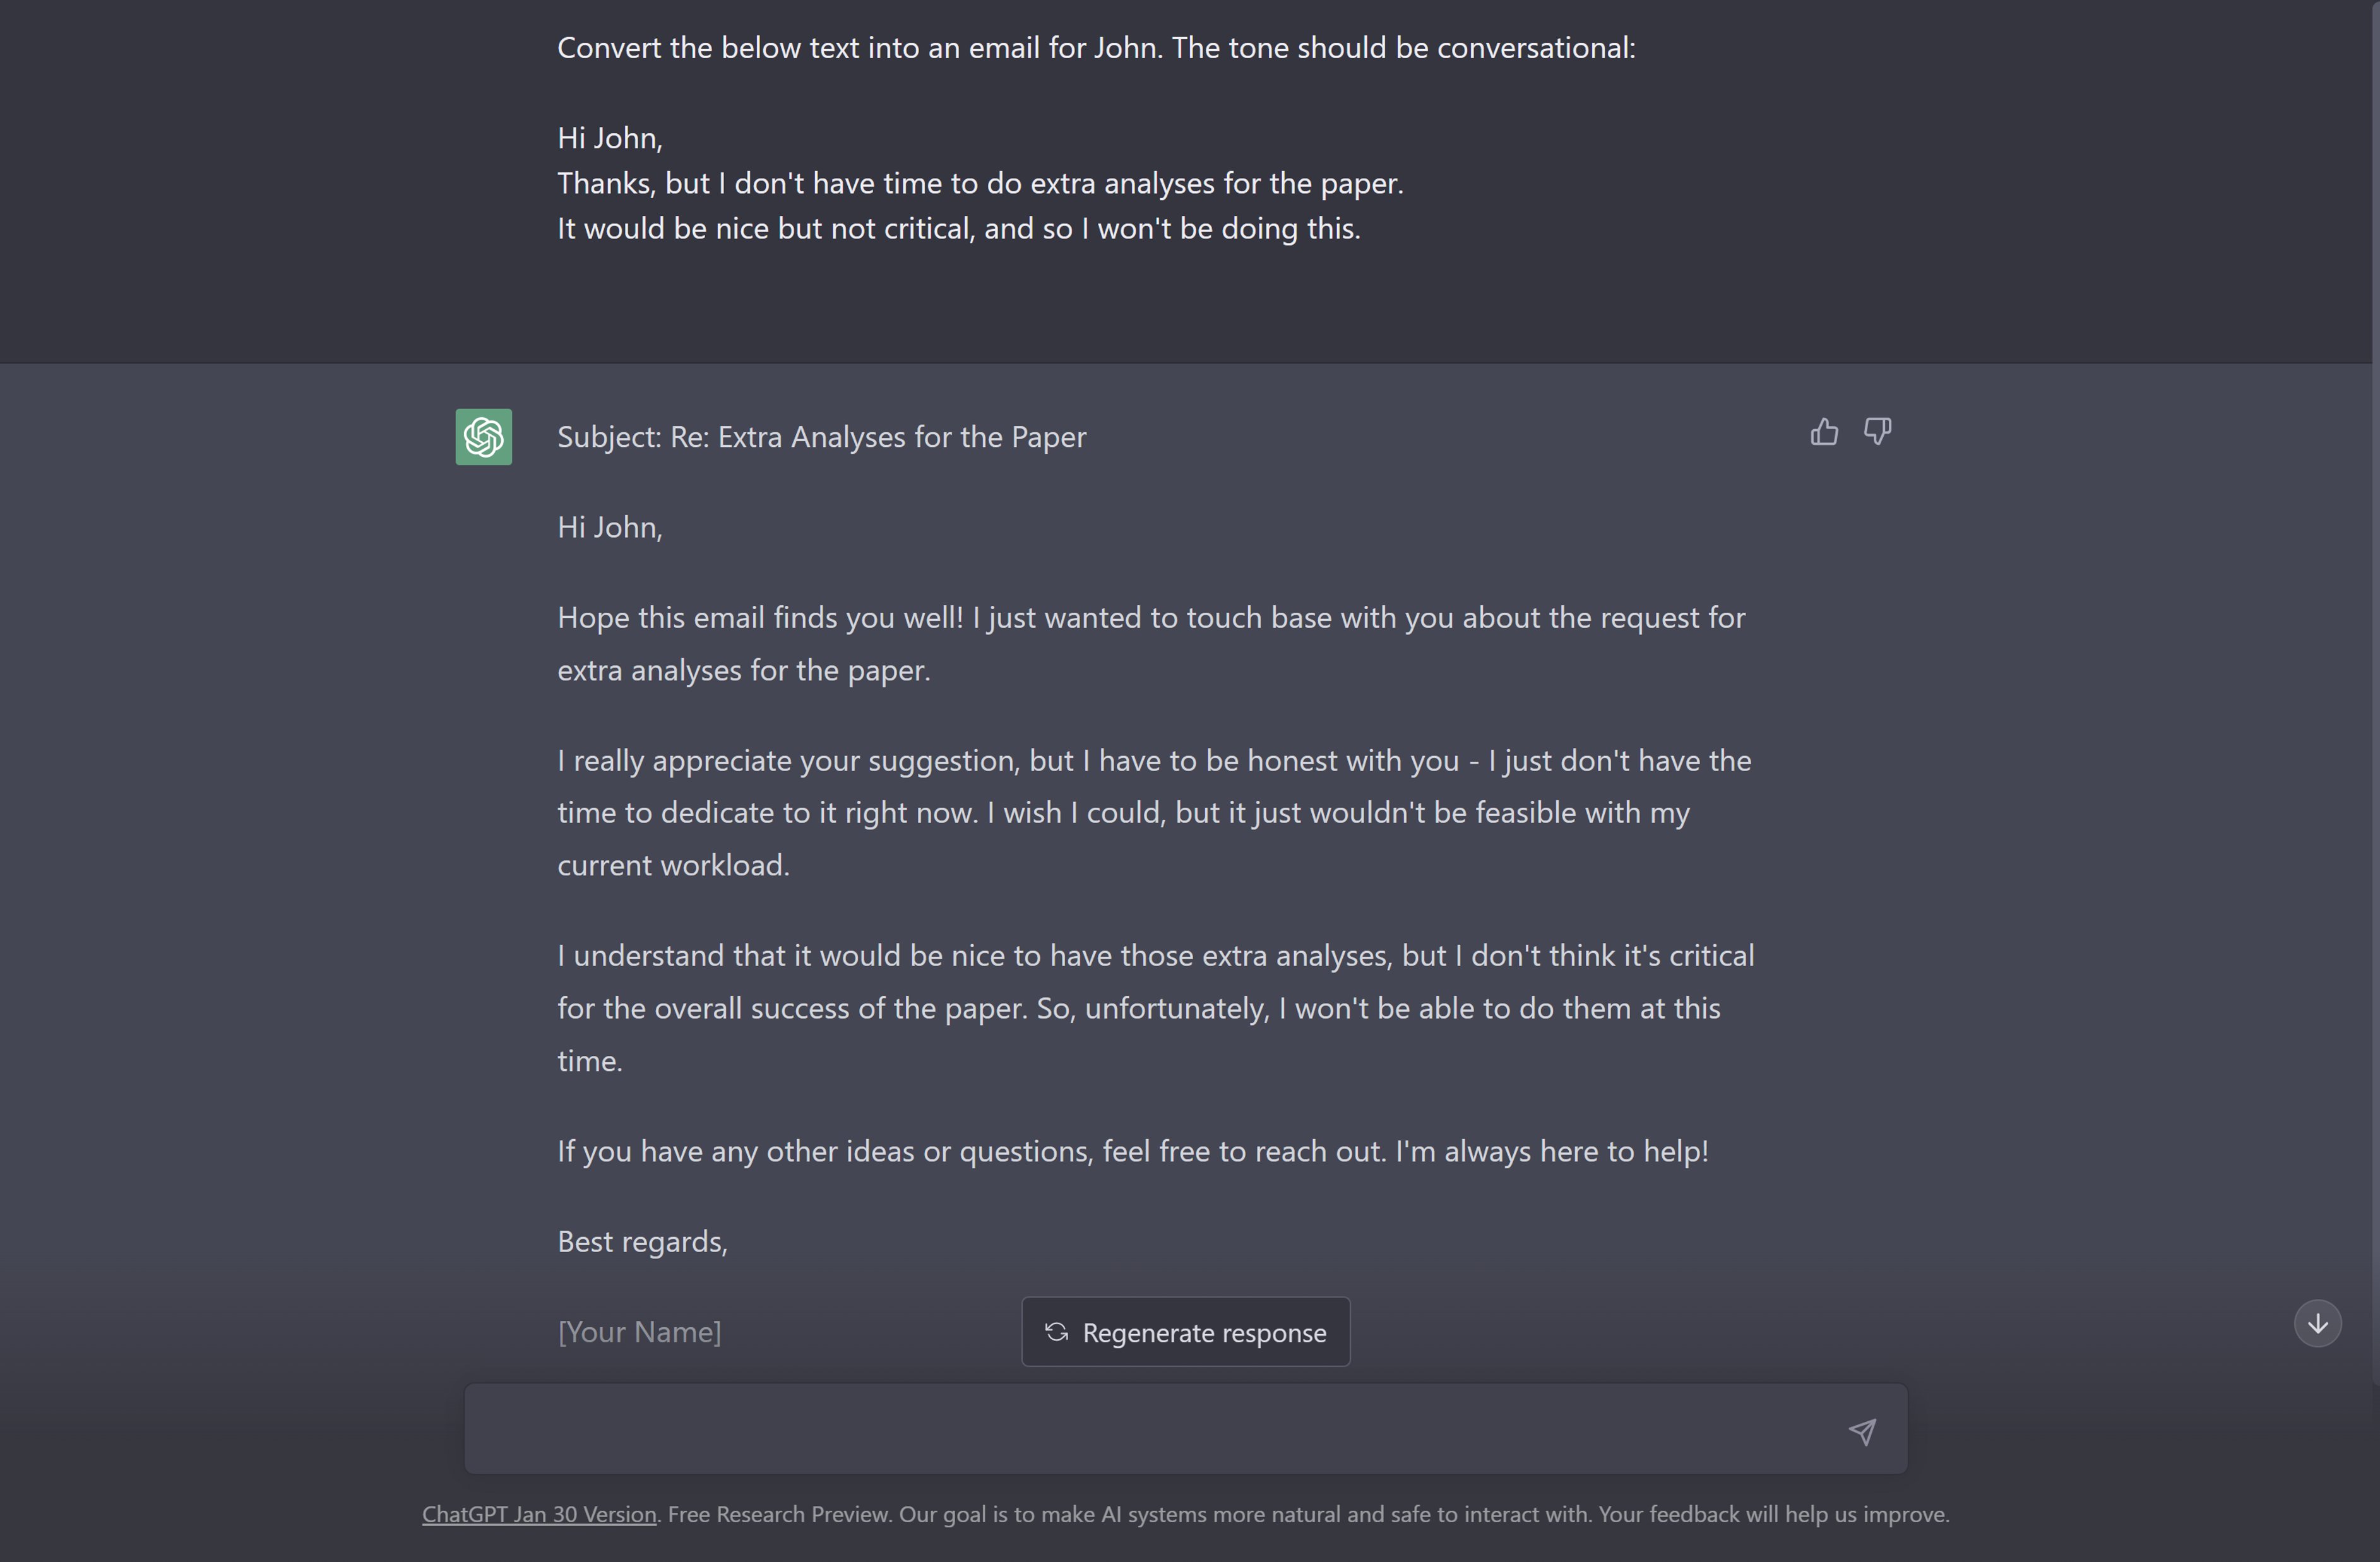 Convert the below text into an email for John. The tone should be conversational:
Hi John,
Thanks, but I don't have time to do extra analyses for the paper.
It would be nice but not critical, and so I won't be doing this.
Subject: Re: Extra Analyses for the Paper
Hi John,
Hope this email finds you well! I just wanted to touch base with you about the request for
extra analyses for the paper.
I really appreciate your suggestion, but I have to be honest with you - I just don't have the
time to dedicate to it right now. I wish I could, but it just wouldn't be feasible with my
current workload.
I understand that it would be nice to have those extra analyses, but I don't think it's critical
for the overall success of the paper. So, unfortunately, I won't be able to do them at this
time.
If you have any other ideas or questions, feel free to reach out. I'm always here to help!
Best regards,
[Your Name]
Regenerate response
ChatGPT Jan 30 Version. Free Research Preview. Our goal is to make AI systems more natural and safe to interact with. Your feedback will help us improve.